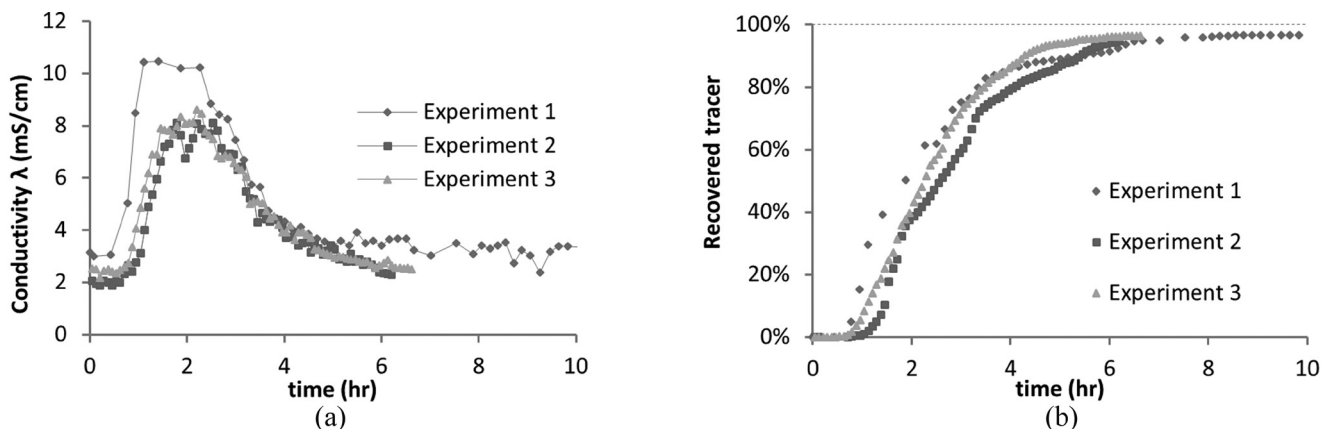 12
10
8
6
4
2
0
Conductivity λ (mS/cm)
Experiment 1
Experiment 2
Experiment 3
0 2 4 6 8 10
time (hr)
(a)
100%
80%
60%
40%
20%
0%
Recovered tracer
Experiment 1
Experiment 2
Experiment 3
0 2 4 6 8 10
time (hr)
(b)